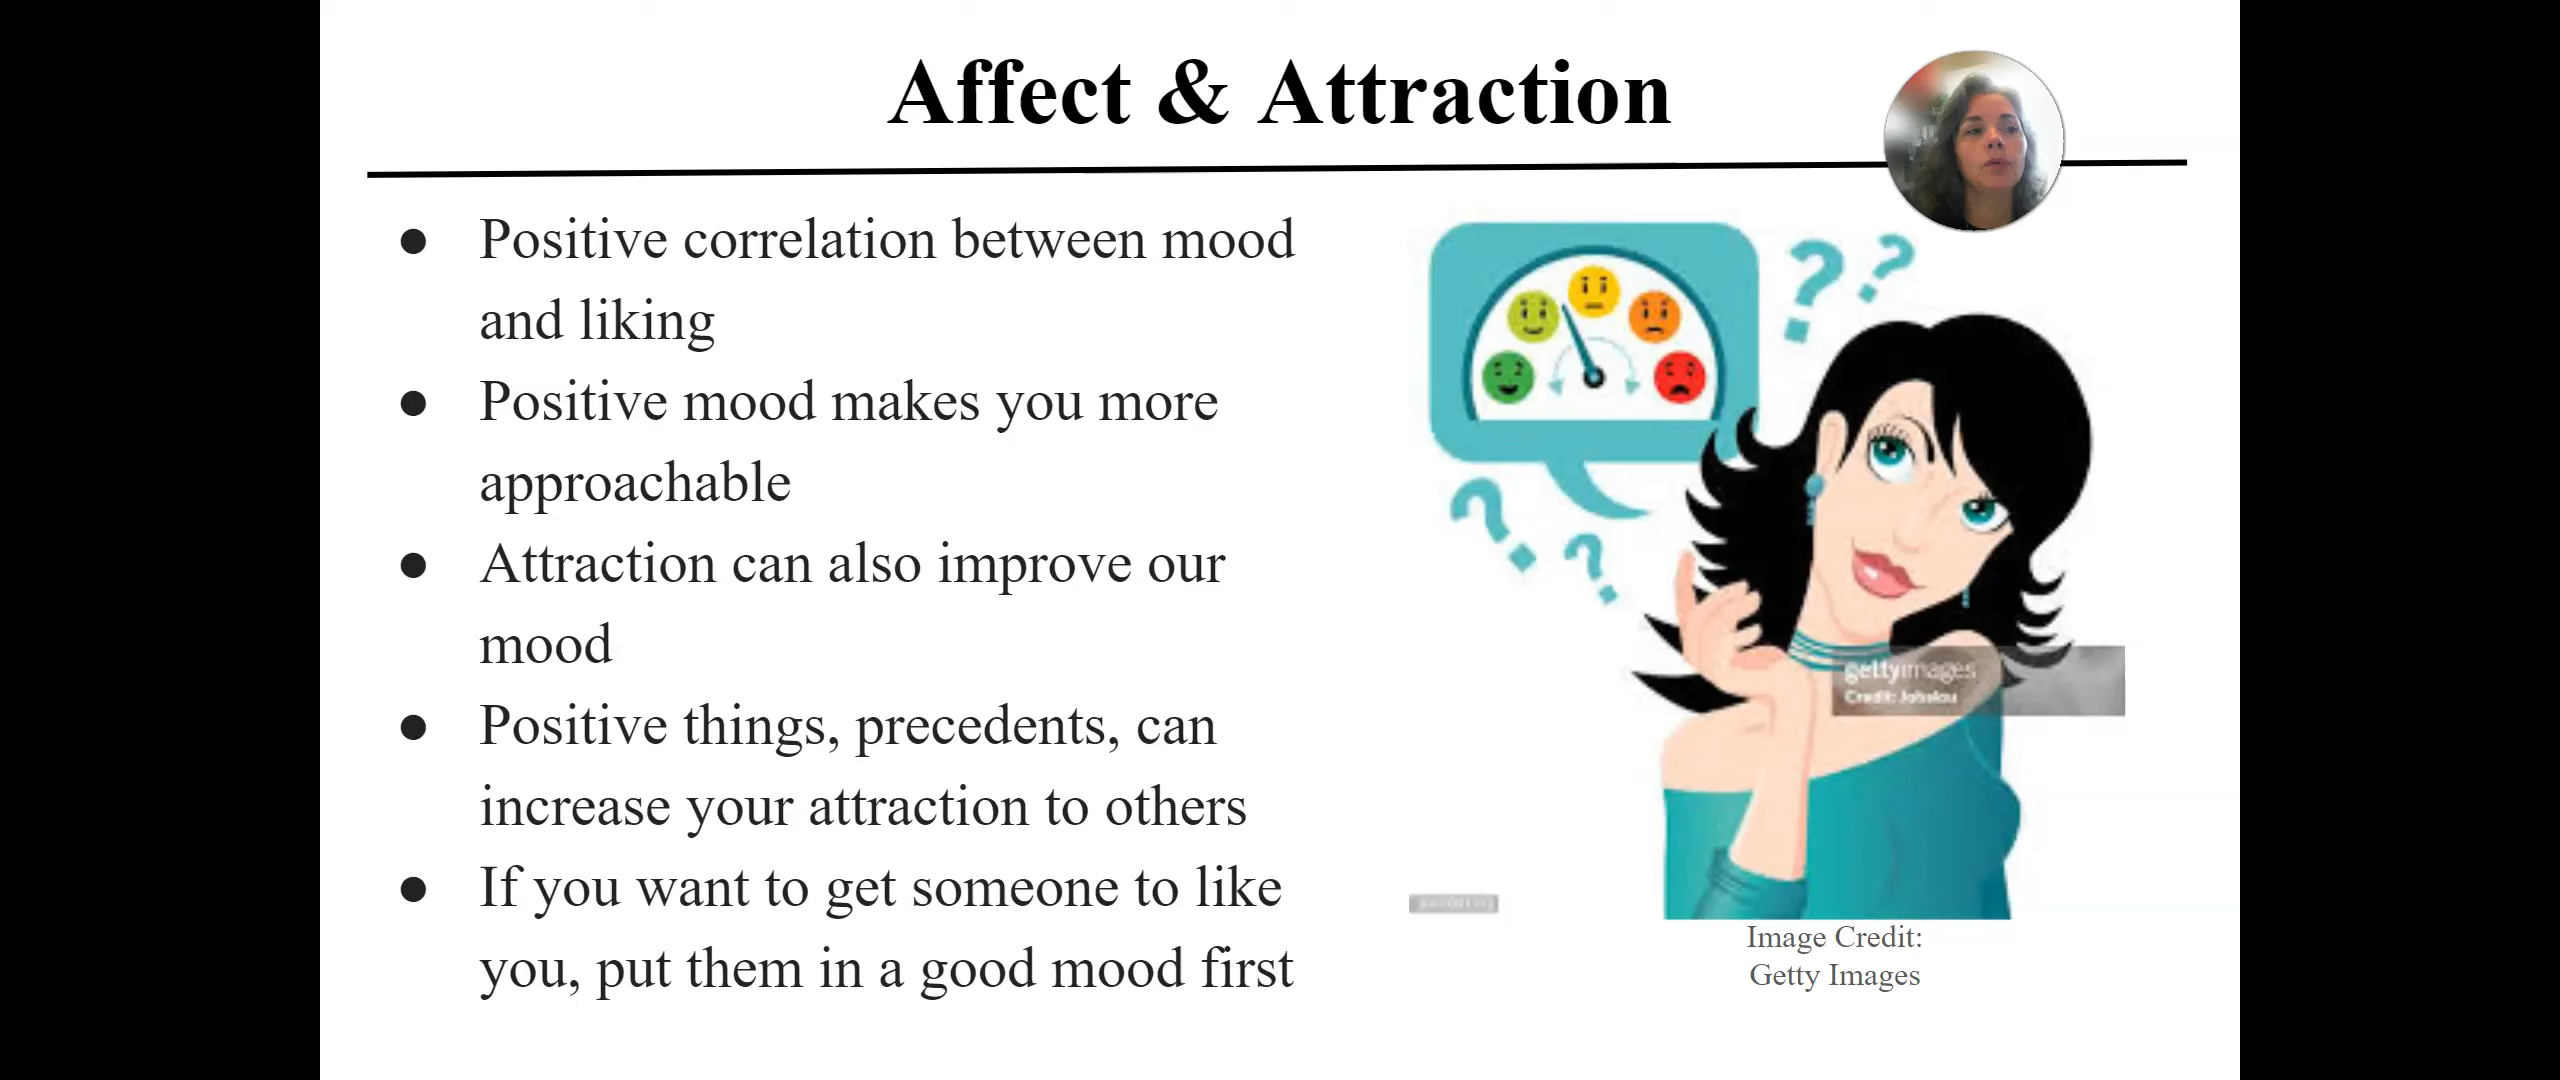 Affect & Attraction
● Positive correlation between mood
and liking
● Positive mood makes you more
approachable
● Attraction can also improve our
mood
● Positive things, precedents, can
increase your attraction to others
● If you want to get someone to like
you, put them in a good mood first
? ?
? ?
gettyimages
Credit: Jobalou
Image Credit:
Getty Images